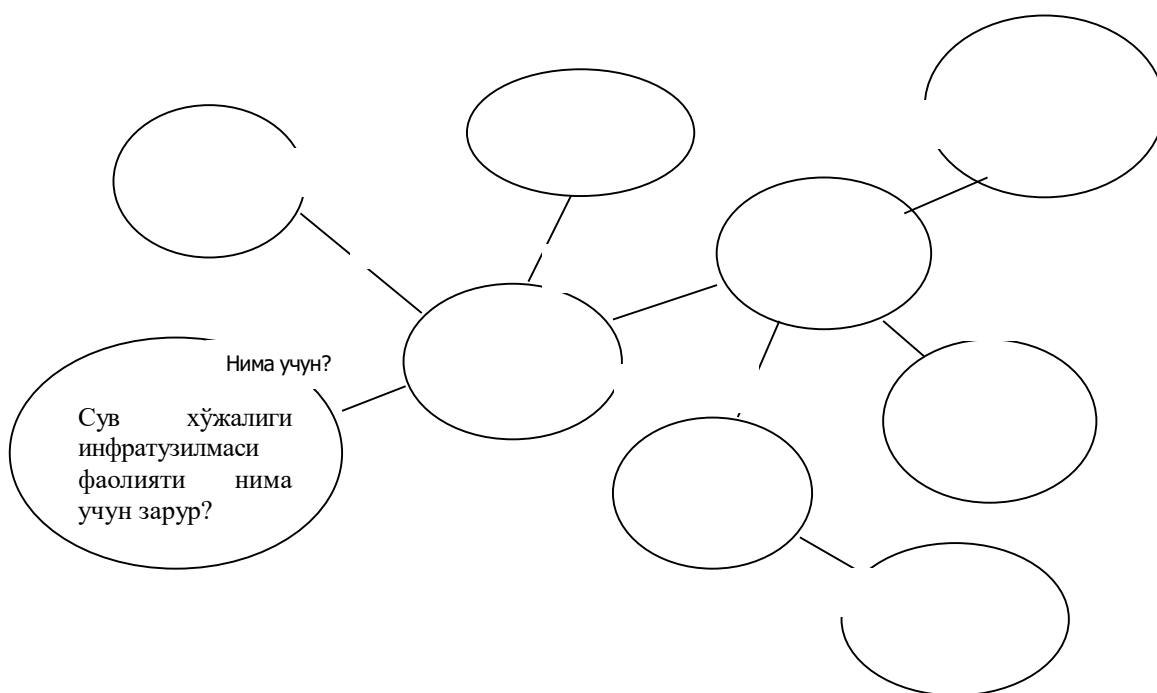 Нима учун?
Сув хўжалиги
инфратузилмаси
фаолияти нима
учун зарур?